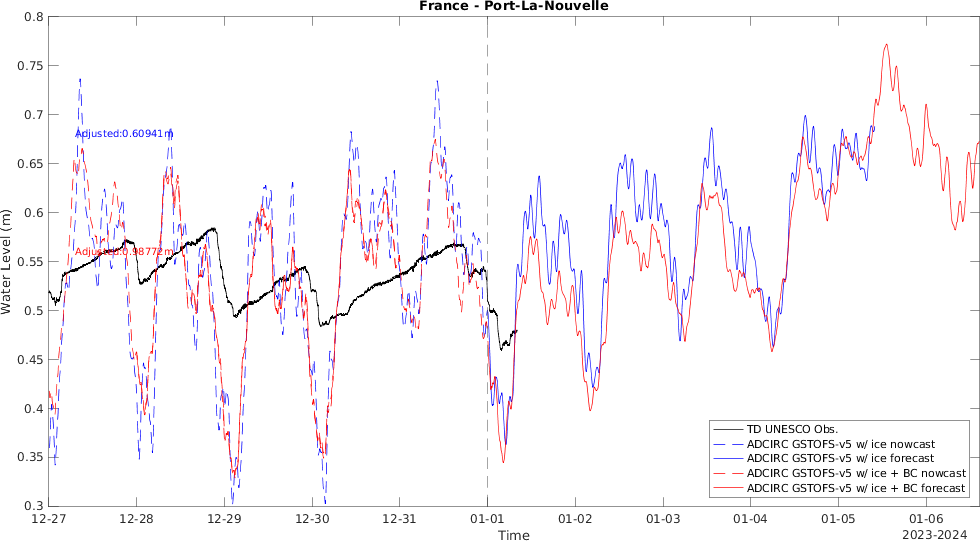 France - Port-La-Nouvelle
0.8
0.75
0.7
0.65
0.6
0.55
0.5
0.45
0.4
0.35
0.3
Water Level (m)
Adjusted:0.60941m
Adjusted:0.98772m
TD UNESCO Obs.
ADCIRC GSTOFS-v5 w/ ice nowcast
ADCIRC GSTOFS-v5 w/ ice forecast
ADCIRC GSTOFS-v5 w/ ice + BC nowcast
ADCIRC GSTOFS-v5 w/ ice + BC forecast
12-27 12-28 12-29 12-30 12-31 01-01 01-02 01-03 01-04 01-05 01-06
Time
2023-2024